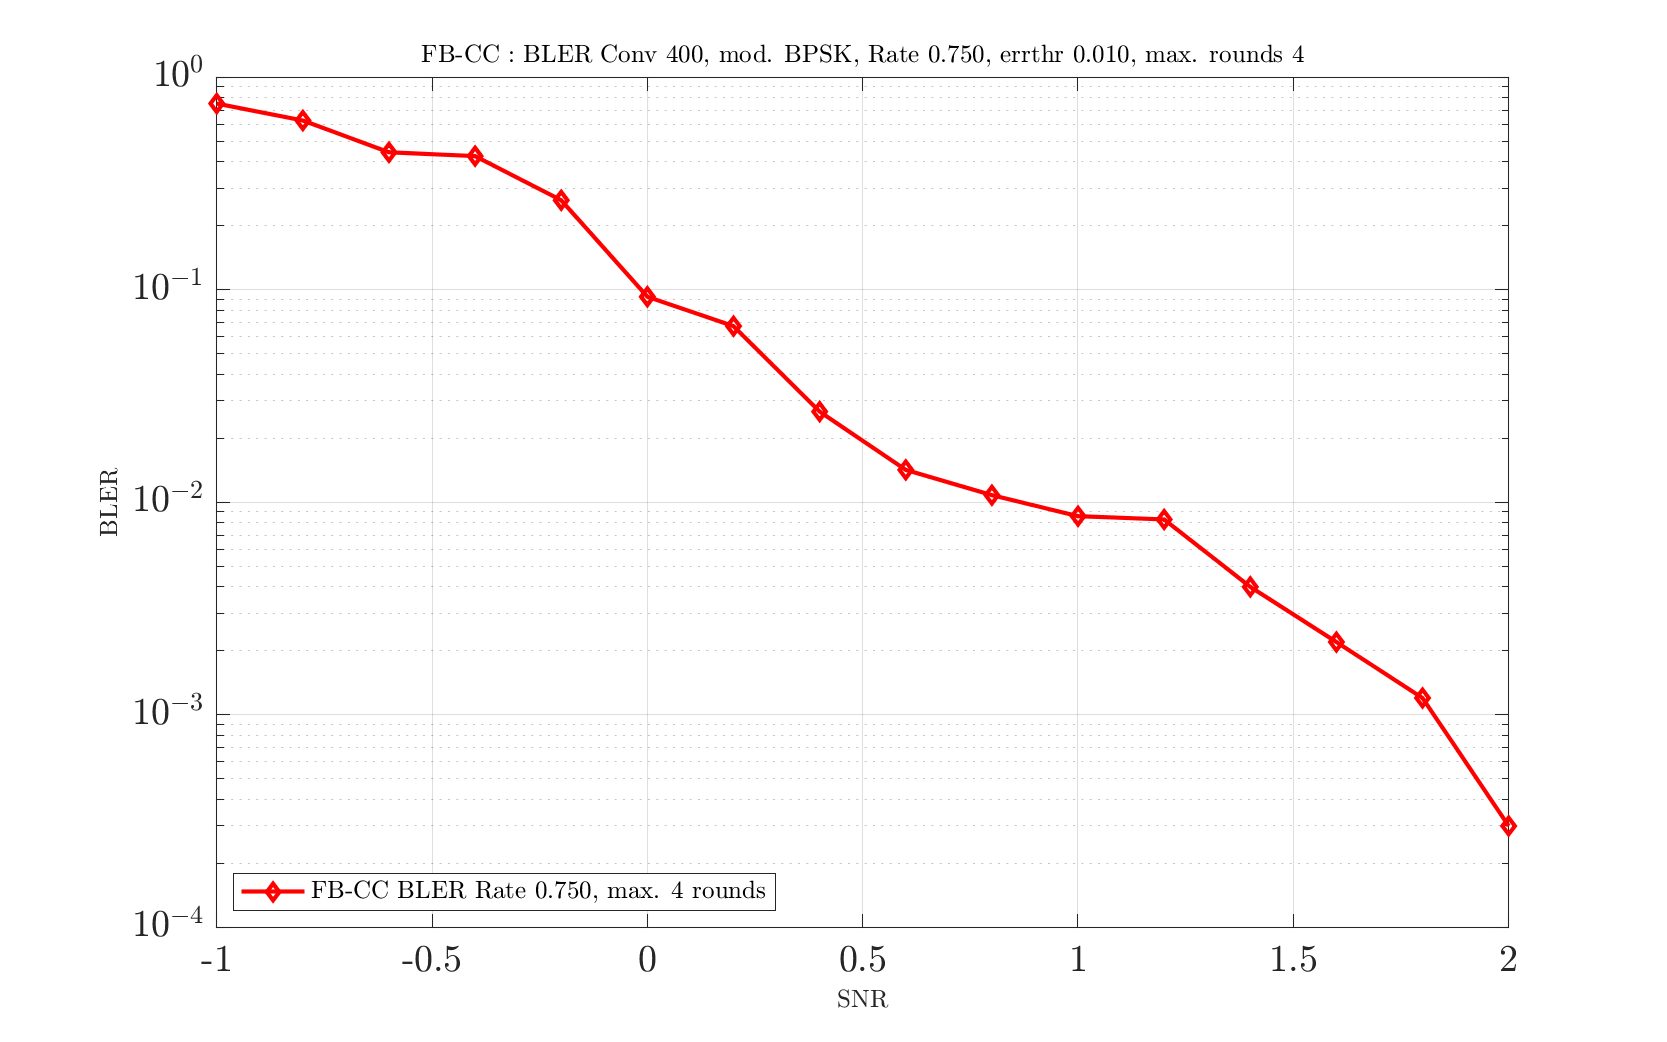 FB-CC : BLER Conv 400, mod. BPSK, Rate 0.750, errthr 0.010, max. rounds 4
10^0
10^-1
10^-2
10^-3
10^-4
BLER
FB-CC BLER Rate 0.750, max. 4 rounds
-1 -0.5 0 0.5 1 1.5 2
SNR